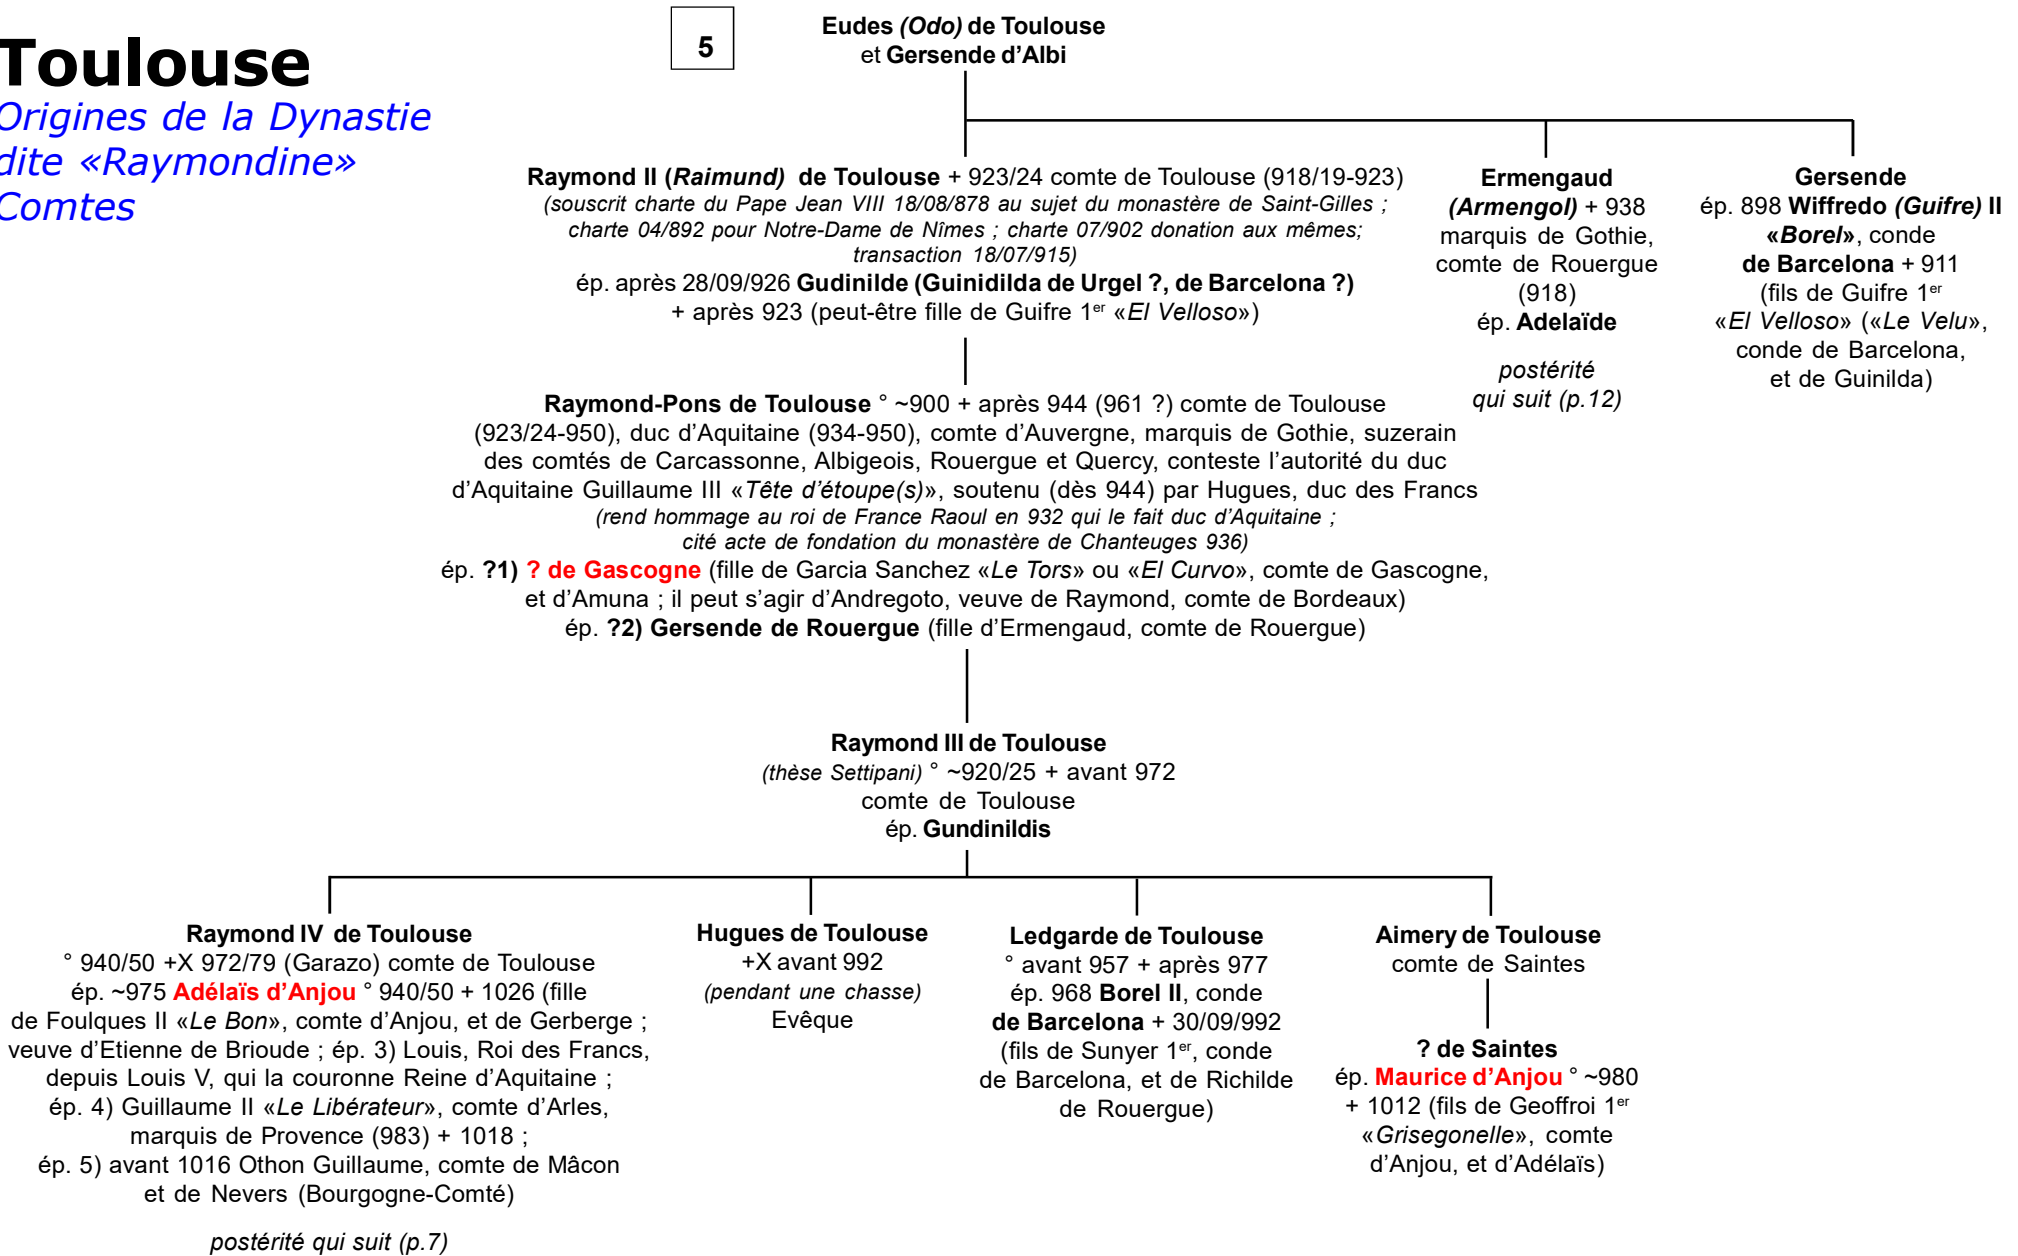 Toulouse
Origines de la Dynastie
dite «Raymondine»
Comtes
5
Eudes (Odo) de Toulouse
et Gersende d’Albi
Raymond II (Raimund) de Toulouse + 923/24 comte de Toulouse (918/19-923)
(souscrit charte du Pape Jean VIII 18/08/878 au sujet du monastère de Saint-Gilles ;
charte 04/892 pour Notre-Dame de Nîmes ; charte 07/902 donation aux mêmes;
transaction 18/07/915)
ép. après 28/09/926 Gudinilde (Guinidilda de Urgel ?, de Barcelona ?)
+ après 923 (peut-être fille de Guifre 1er «El Velloso»)
Ermengaud
(Armengol) + 938
marquis de Gothie,
comte de Rouergue
(918)
ép. Adelaïde
postérité
qui suit (p.12)
Gersende
ép. 898 Wiffredo (Guifre) II
«Borel», conde
de Barcelona + 911
(fils de Guifre 1er
«El Velloso» («Le Velu»,
conde de Barcelona,
et de Guinilda)
Raymond-Pons de Toulouse ° ~900 + après 944 (961 ?) comte de Toulouse
(923/24-950), duc d’Aquitaine (934-950), comte d’Auvergne, marquis de Gothie, suzerain
des comtés de Carcassonne, Albigeois, Rouergue et Quercy, conteste l’autorité du duc
d’Aquitaine Guillaume III «Tête d’étoupe(s)», soutenu (dès 944) par Hugues, duc des Francs
(rend hommage au roi de France Raoul en 932 qui le fait duc d’Aquitaine ;
cité acte de fondation du monastère de Chanteuges 936)
ép. ?1) ? de Gascogne (fille de Garcia Sanchez «Le Tors» ou «El Curvo», comte de Gascogne,
et d’Amuna ; il peut s’agir d’Andregoto, veuve de Raymond, comte de Bordeaux)
ép. ?2) Gersende de Rouergue (fille d’Ermengaud, comte de Rouergue)
Raymond III de Toulouse
(thèse Settipani) ° ~920/25 + avant 972
comte de Toulouse
ép. Gundinildis
Raymond IV de Toulouse
° 940/50 +X 972/79 (Garazo) comte de Toulouse
ép. ~975 Adélaïs d’Anjou ° 940/50 + 1026 (fille
de Foulques II «Le Bon», comte d’Anjou, et de Gerberge ;
veuve d’Etienne de Brioude ; ép. 3) Louis, Roi des Francs,
depuis Louis V, qui la couronne Reine d’Aquitaine ;
ép. 4) Guillaume II «Le Libérateur», comte d’Arles,
marquis de Provence (983) + 1018 ;
ép. 5) avant 1016 Othon Guillaume, comte de Mâcon
et de Nevers (Bourgogne-Comté)
postérité qui suit (p.7)
Hugues de Toulouse
+X avant 992
(pendant une chasse)
Evêque
Ledgarde de Toulouse
° avant 957 + après 977
ép. 968 Borel II, conde
de Barcelona + 30/09/992
(fils de Sunyer 1er, conde
de Barcelona, et de Richilde
de Rouergue)
Aimery de Toulouse
comte de Saintes
? de Saintes
ép. Maurice d’Anjou ° ~980
+ 1012 (fils de Geoffroi 1er
«Grisegonelle», comte
d’Anjou, et d’Adélaïs)